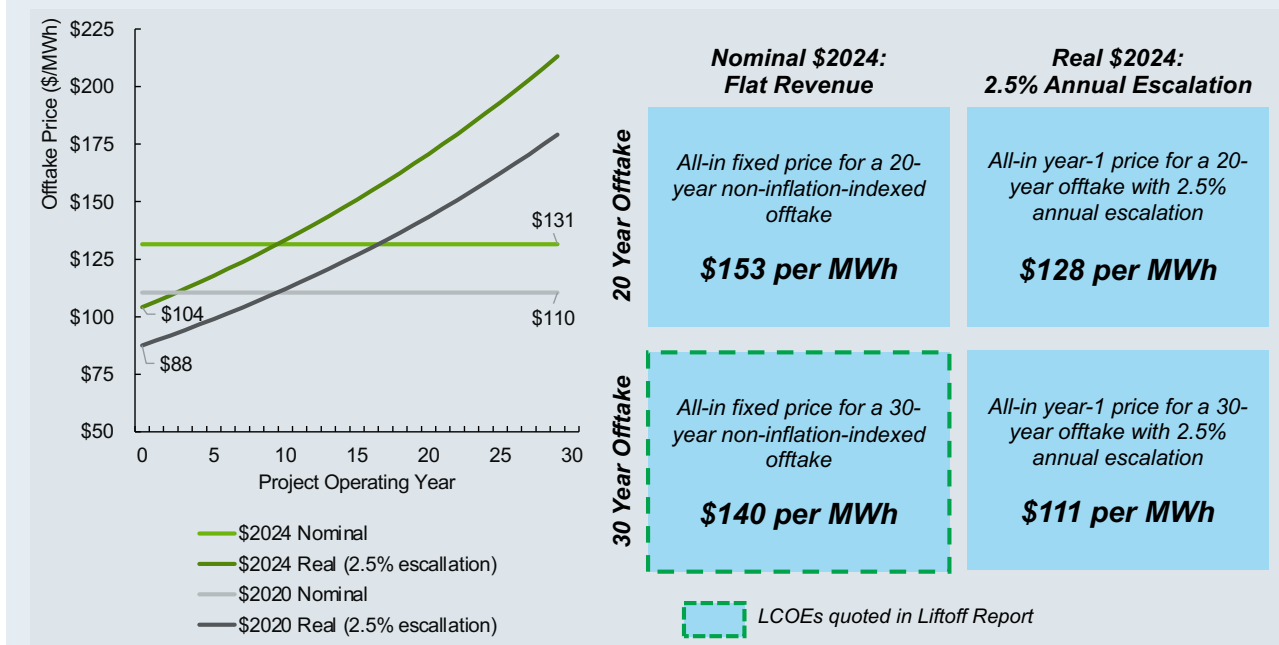 Offtake Price ($/MWh)
$225
$200
$175
$150
$125
$100
$75
$50
$131
$104
$110
$88
0 5 10 15 20 25 30
Project Operating Year
$2024 Nominal
$2024 Real (2.5% escallation)
$2020 Nominal
$2020 Real (2.5% escallation)
Nominal $2024:
Flat Revenue
Real $2024:
2.5% Annual Escalation
20 Year Offtake
All-in fixed price for a 20-
year non-inflation-indexed
offtake
$153 per MWh
All-in year-1 price for a 20-
year offtake with 2.5%
annual escalation
$128 per MWh
30 Year Offtake
All-in fixed price for a 30-
year non-inflation-indexed
offtake
$140 per MWh
All-in year-1 price for a 30-
year offtake with 2.5%
annual escalation
$111 per MWh
LCOEs quoted in Liftoff Report